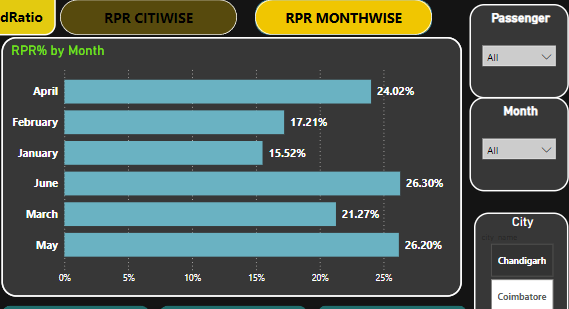 dRatio
RPR CITIWISE
RPR MONTHWISE
RPR% by Month
April
24.02%
February
17.21%
January
15.52%
June
26.30%
March
21.27%
May
26.20%
0%
5%
10%
15%
20%
25%
Passenger
All
Month
All
City
city_name
Chandigarh
Coimbatore